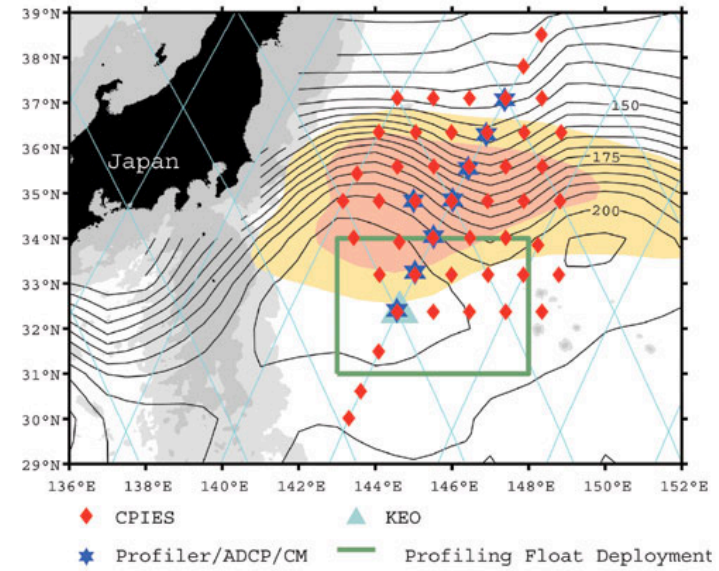 39°N
38°N
37°N
150
36°N
175
Japan
35°N
200
34°N
33°N
32°N
31°N
30°N
29°N
136°E 138°E 140°E 142°E 144°E 146°E 148°E 150°E 152°E
CPIES KEO
Profiler/ADCP/CM Profiling Float Deployment